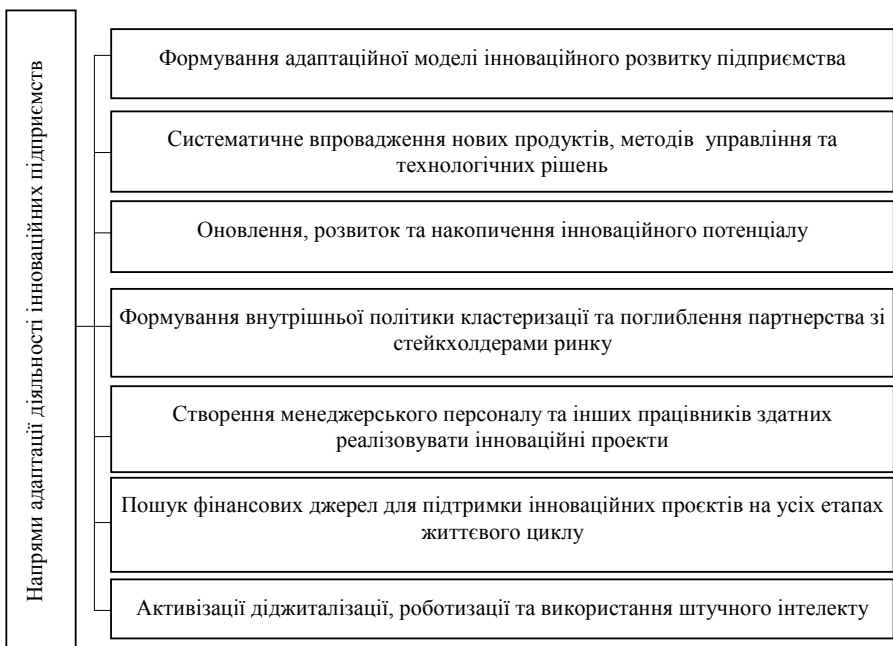 Напрями адаптації діяльності інноваційних підприємств
Формування адаптаційної моделі інноваційного розвитку підприємства
Систематичне впровадження нових продуктів, методів управління та
технологічних рішень
Оновлення, розвиток та накопичення інноваційного потенціалу
Формування внутрішньої політики кластеризації та поглиблення партнерства зі
стейкхолдерами ринку
Створення менеджерського персоналу та інших працівників здатних
реалізовувати інноваційні проекти
Пошук фінансових джерел для підтримки інноваційних проєктів на усіх етапах
життєвого циклу
Активізації діджиталізації, роботизації та використання штучного інтелекту